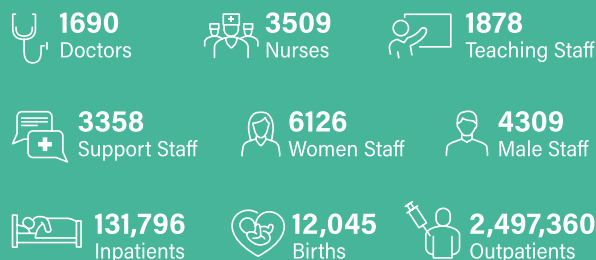 1690
Doctors
3509
Nurses
1878
Teaching Staff
3358
Support Staff
6126
Women Staff
4309
Male Staff
131,796
Inpatients
12,045
Births
2,497,360
Outpatients